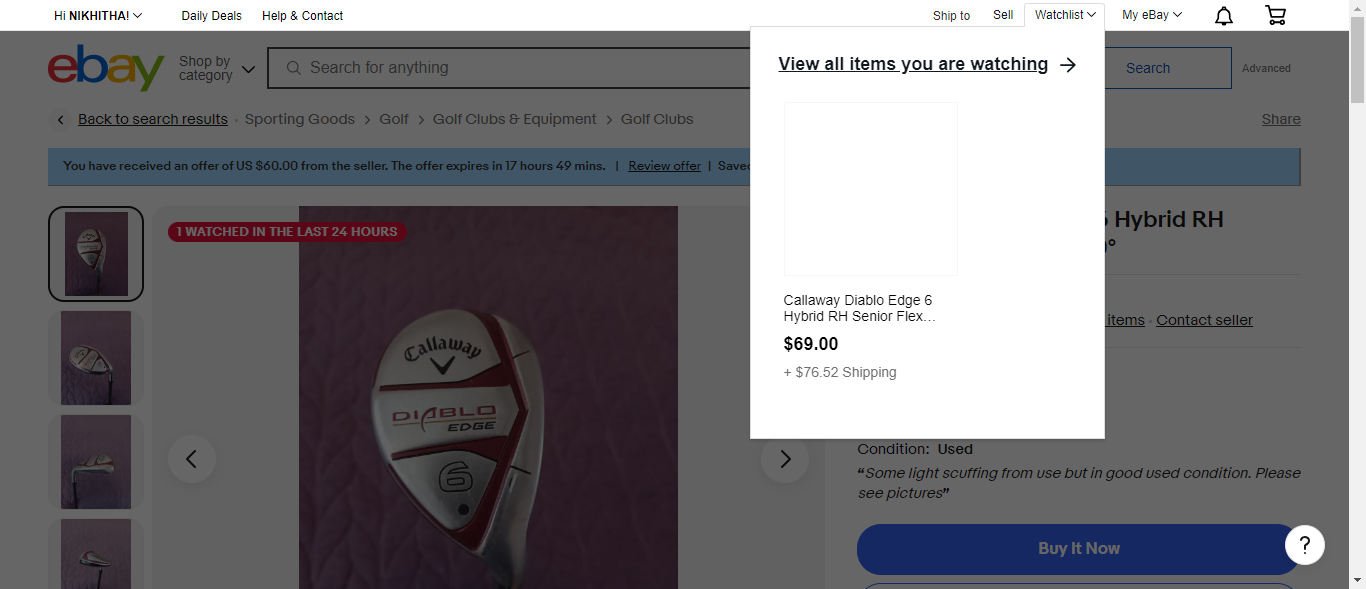 Hi NIKHITHA!
Daily Deals
Help & Contact
Ship to
Sell
Watchlist
My eBay
ebay
Shop by
category
Search for anything
Search
Advanced
View all items you are watching
Back to search results · Sporting Goods > Golf > Golf Clubs & Equipment > Golf Clubs
Share
You have received an offer of US $60.00 from the seller. The offer expires in 17 hours 49 mins. | Review offer | Saved
1 WATCHED IN THE LAST 24 HOURS
6 Hybrid RH
0°
Callaway Diablo Edge 6
Hybrid RH Senior Flex…
$69.00
+ $76.52 Shipping
items · Contact seller
Callaway
DIABLO
EDGE
6
Condition: Used
“Some light scuffing from use but in good used condition. Please
see pictures”
Buy It Now
?